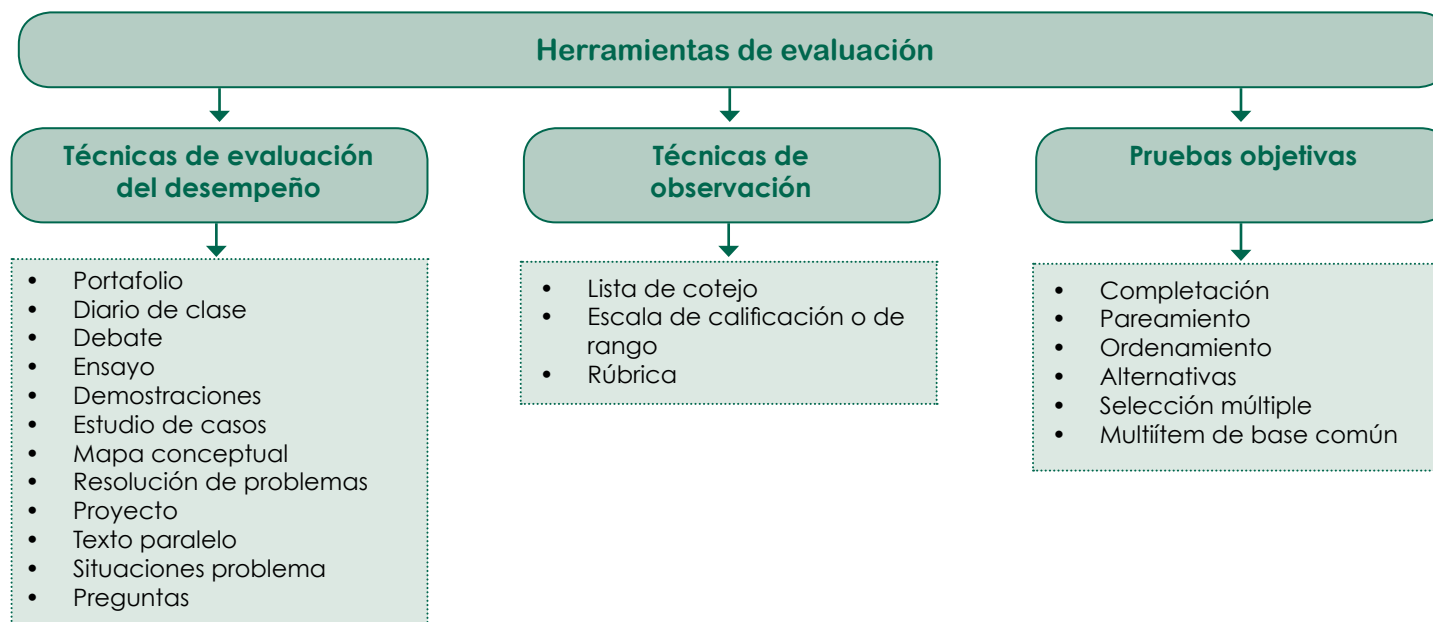 Herramientas de evaluación
Técnicas de evaluación
del desempeño
• Portafolio
• Diario de clase
• Debate
• Ensayo
• Demostraciones
• Estudio de casos
• Mapa conceptual
• Resolución de problemas
• Proyecto
• Texto paralelo
• Situaciones problema
• Preguntas
Técnicas de
observación
• Lista de cotejo
• Escala de calificación o de
rango
• Rúbrica
Pruebas objetivas
• Completación
• Pareamiento
• Ordenamiento
• Alternativas
• Selección múltiple
• Multiítem de base común